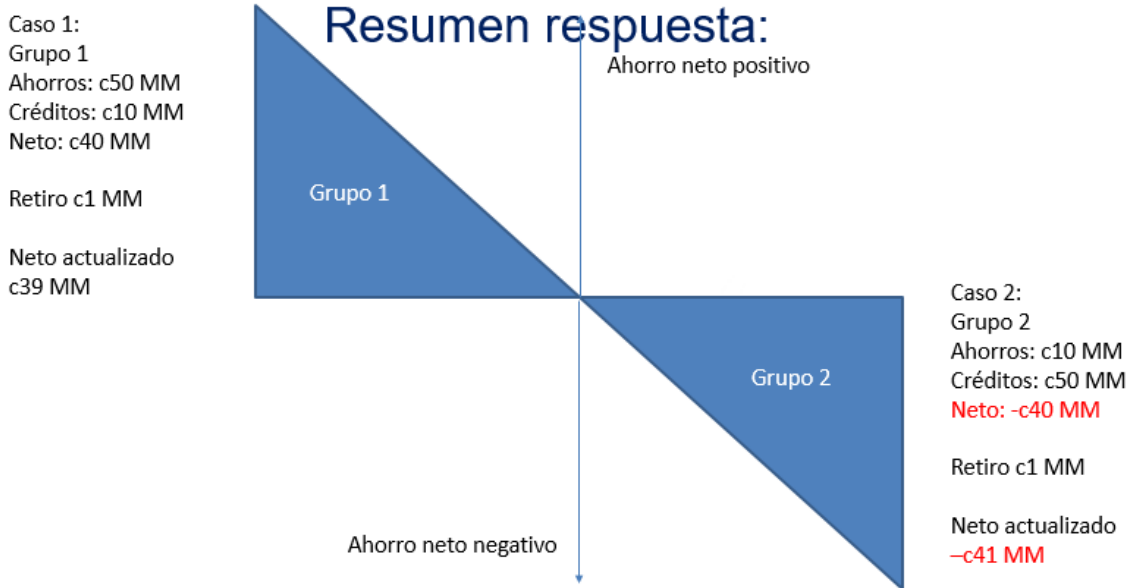 Resumen respuesta:
Caso 1:
Grupo 1
Ahorros: c50 MM
Créditos: c10 MM
Neto: c40 MM
Retiro c1 MM
Neto actualizado
c39 MM
Ahorro neto positivo
Grupo 1
Grupo 2
Ahorro neto negativo
Caso 2:
Grupo 2
Ahorros: c10 MM
Créditos: c50 MM
Neto: -c40 MM
Retiro c1 MM
Neto actualizado
–c41 MM